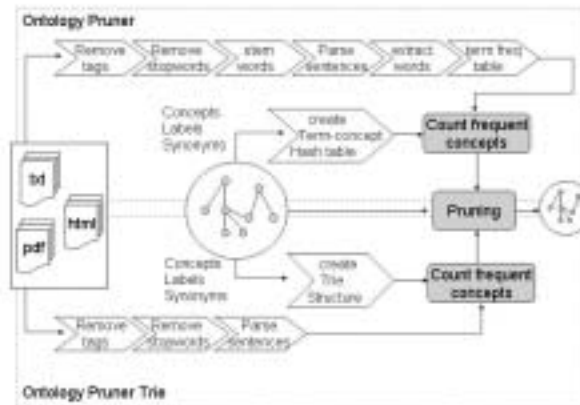 Ontology Pruner
Remove
tags
Remove
stopwords
stem
words
Parse
sentences
extract
words
term freq
table
Concepts
Labels
Synonyms
create
/Term-concept
Hash table
Count frequent
concepts
txt
html
pdf
Pruning
Concepts
Labels
Synonyms
create
Trie
Structure
Count frequent
concepts
Remove
tags
Remove
stopwords
Parse
sentences
Ontology Pruner Trie